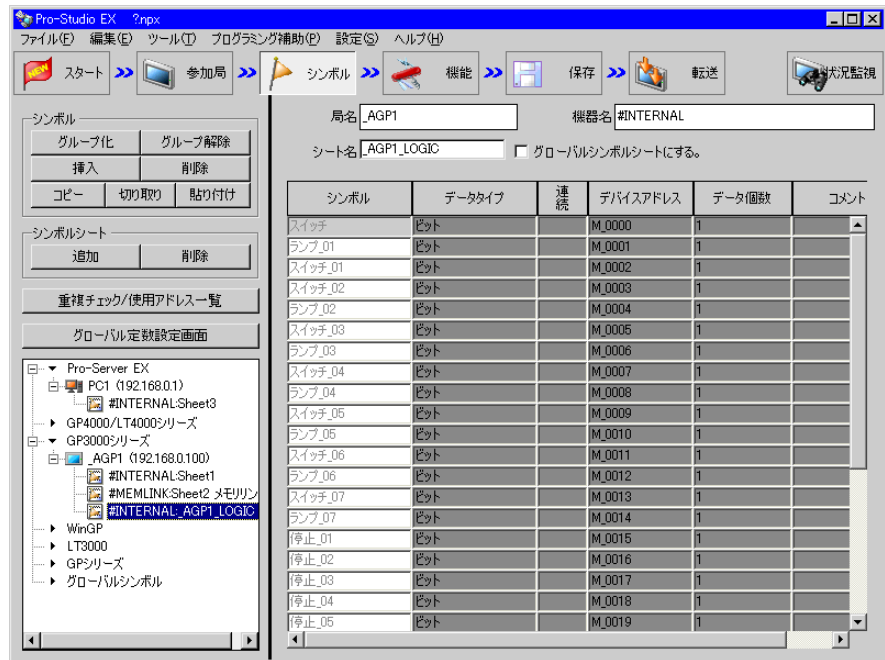 Pro-Studio EX ?npx
ファイル(F) 編集(E) ツール(T) プログラミング補助(P) 設定(S) ヘルプ(H)
NEW スタート 参加局 シンボル 機能 保存 転送 状況監視
シンボル
グループ化 グループ解除
挿入 削除
コピー 切り取り 貼り付け
シンボルシート
追加 削除
重複チェック/使用アドレス一覧
グローバル定数設定画面
Pro-Server EX
PC1 (192.168.0.1)
#INTERNAL:Sheet3
GP4000/LT4000シリーズ
GP3000シリーズ
_AGP1 (192.168.0.100)
#INTERNAL:Sheet1
#MEMLINK:Sheet2 メモリリン
#INTERNAL:_AGP1_LOGIC
WinGP
LT3000
GPシリーズ
グローバルシンボル
局名 _AGP1 機器名 #INTERNAL
シート名 _AGP1_LOGIC グローバルシンボルシートにする。
シンボル データタイプ 連続 デバイスアドレス データ個数 コメント
スイッチ ビット M_0000 1
ランプ_01 ビット M_0001 1
スイッチ_01 ビット M_0002 1
スイッチ_02 ビット M_0003 1
ランプ_02 ビット M_0004 1
スイッチ_03 ビット M_0005 1
ランプ_03 ビット M_0006 1
スイッチ_04 ビット M_0007 1
ランプ_04 ビット M_0008 1
スイッチ_05 ビット M_0009 1
ランプ_05 ビット M_0010 1
スイッチ_06 ビット M_0011 1
ランプ_06 ビット M_0012 1
スイッチ_07 ビット M_0013 1
ランプ_07 ビット M_0014 1
停止_01 ビット M_0015 1
停止_02 ビット M_0016 1
停止_03 ビット M_0017 1
停止_04 ビット M_0018 1
停止_05 ビット M_0019 1